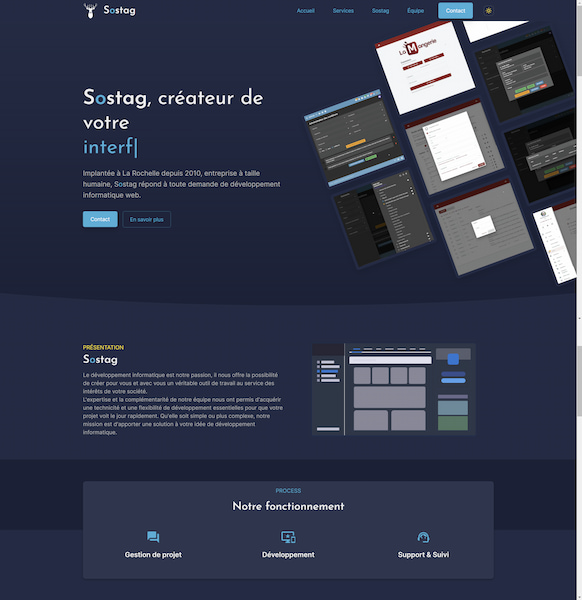 Sostag
Accueil
Services
Sostag
Équipe
Contact
Sostag, créateur de
votre
interf|
Implantée à La Rochelle depuis 2010, entreprise à taille
humaine, Sostag répond à toute demande de développement
informatique web.
Contact
En savoir plus
La Mangerie
PRÉSENTATION
Sostag
Le développement informatique est notre passion, il nous offre la possibilité
de créer pour vous et avec vous un véritable outil de travail au service des
intérêts de votre société.
L'expertise et la complémentarité de notre équipe nous ont permis d'acquérir
une technicité et une flexibilité de développement essentielles pour que votre
projet voit le jour rapidement. Qu'elle soit simple ou plus complexe, notre
mission est d'apporter une solution à votre idée de développement
informatique.
PROCESS
Notre fonctionnement
Gestion de projet
Développement
Support & Suivi